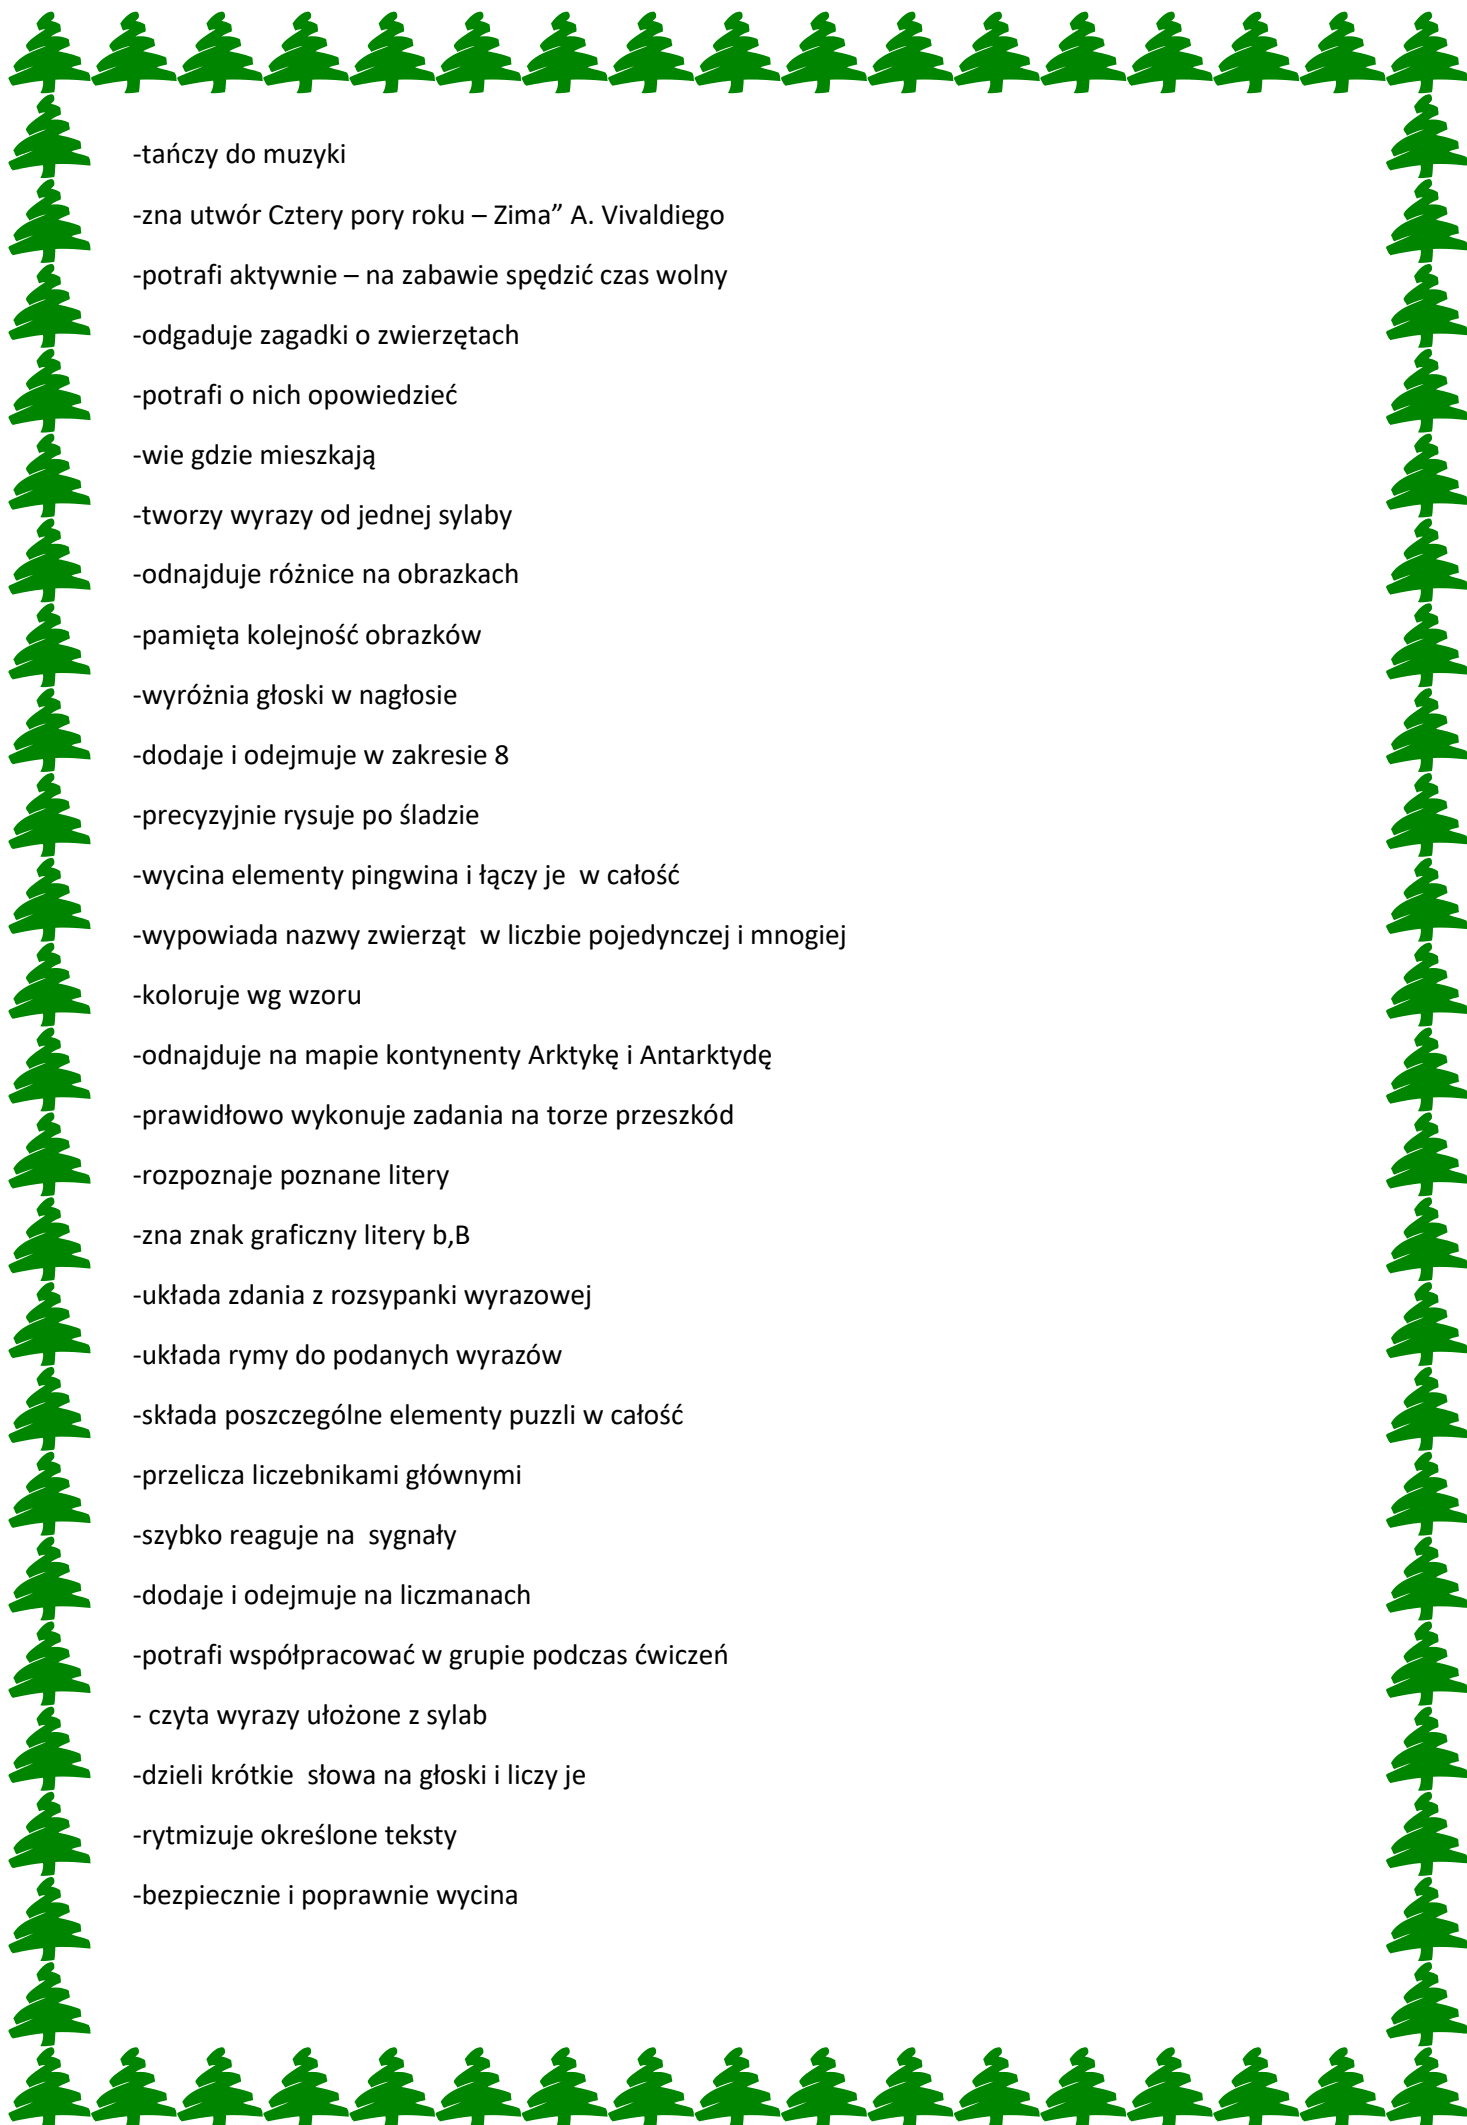 -tańczy do muzyki
-zna utwór Cztery pory roku – Zima” A. Vivaldiego
-potrafi aktywnie – na zabawie spędzić czas wolny
-odgaduje zagadki o zwierzętach
-potrafi o nich opowiedzieć
-wie gdzie mieszkają
-tworzy wyrazy od jednej sylaby
-odnajduje różnice na obrazkach
-pamięta kolejność obrazków
-wyróżnia głoski w nagłosie
-dodaje i odejmuje w zakresie 8
-precyzyjnie rysuje po śladzie
-wycina elementy pingwina i łączy je  w całość
-wypowiada nazwy zwierząt  w liczbie pojedynczej i mnogiej
-koloruje wg wzoru
-odnajduje na mapie kontynenty Arktykę i Antarktydę
-prawidłowo wykonuje zadania na torze przeszkód
-rozpoznaje poznane litery
-zna znak graficzny litery b,B
-układa zdania z rozsypanki wyrazowej
-układa rymy do podanych wyrazów
-składa poszczególne elementy puzzli w całość
-przelicza liczebnikami głównymi
-szybko reaguje na  sygnały
-dodaje i odejmuje na liczmanach
-potrafi współpracować w grupie podczas ćwiczeń
- czyta wyrazy ułożone z sylab
-dzieli krótkie  słowa na głoski i liczy je
-rytmizuje określone teksty
-bezpiecznie i poprawnie wycina